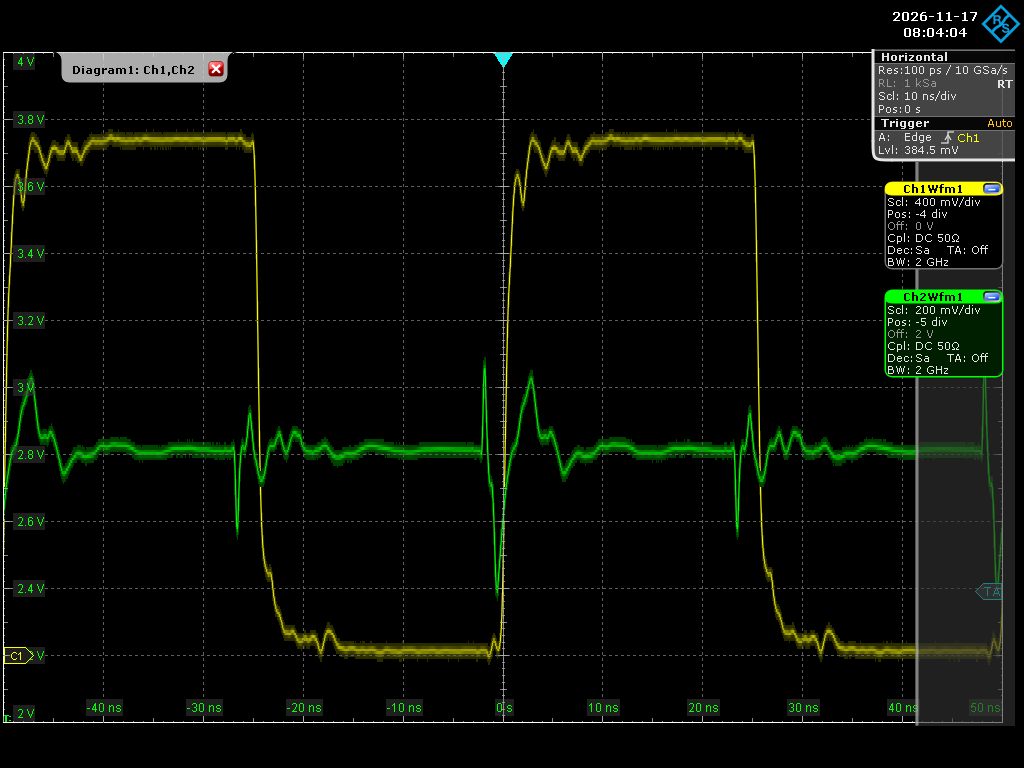 2026-11-17
08:04:04
R&S
Diagram1: Ch1,Ch2
Horizontal
Res:100 ps / 10 GSa/s
RL: 1 kSa RT
Scl: 10 ns/div
Pos:0 s
Trigger Auto
A: Edge Ch1
Lvl: 384.5 mV
Ch1Wfm1
Scl: 400 mV/div
Pos: -4 div
Off: 0 V
Cpl: DC 50Ω
Dec:Sa TA: Off
BW: 2 GHz
Ch2Wfm1
Scl: 200 mV/div
Pos: -5 div
Off: 2 V
Cpl: DC 50Ω
Dec:Sa TA: Off
BW: 2 GHz
4 V
3.8 V
3.6 V
3.4 V
3.2 V
3 V
2.8 V
2.6 V
2.4 V
TA
C1 V
2 V
-40 ns -30 ns -20 ns -10 ns 0 s 10 ns 20 ns 30 ns 40 ns 50 ns